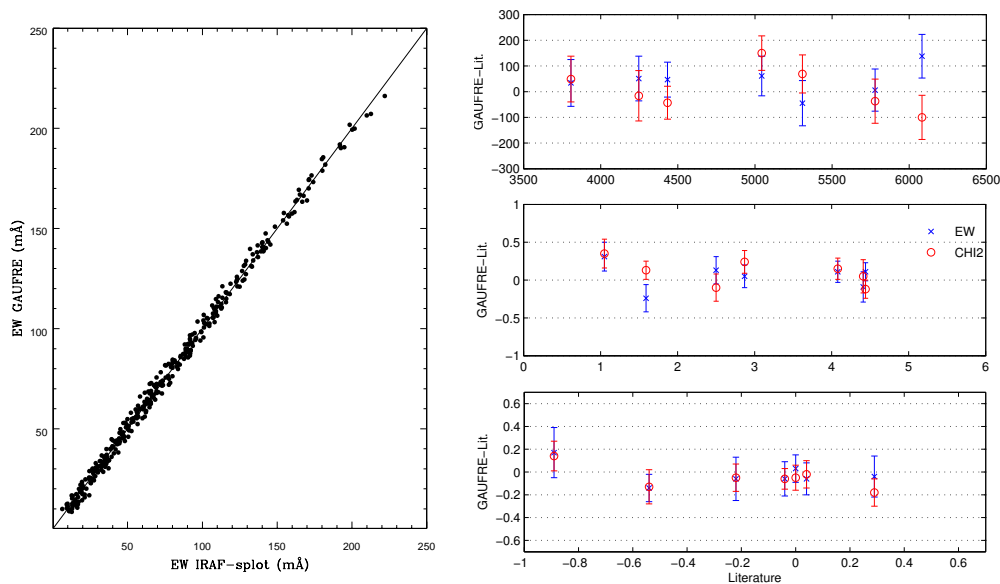 250
200
150
100
50
EW GAUFRE (mÅ)
50 100 150 200 250
EW IRAF-splot (mÅ)
300
200
100
0
−100
−200
−300
GAUFRE−Lit.
3500 4000 4500 5000 5500 6000 6500
1
0.5
0
−0.5
−1
GAUFRE−Lit.
EW
CHI2
0 1 2 3 4 5 6
0.6
0.4
0.2
0
−0.2
−0.4
−0.6
GAUFRE−Lit.
−1 −0.8 −0.6 −0.4 −0.2 0 0.2 0.4 0.6
Literature